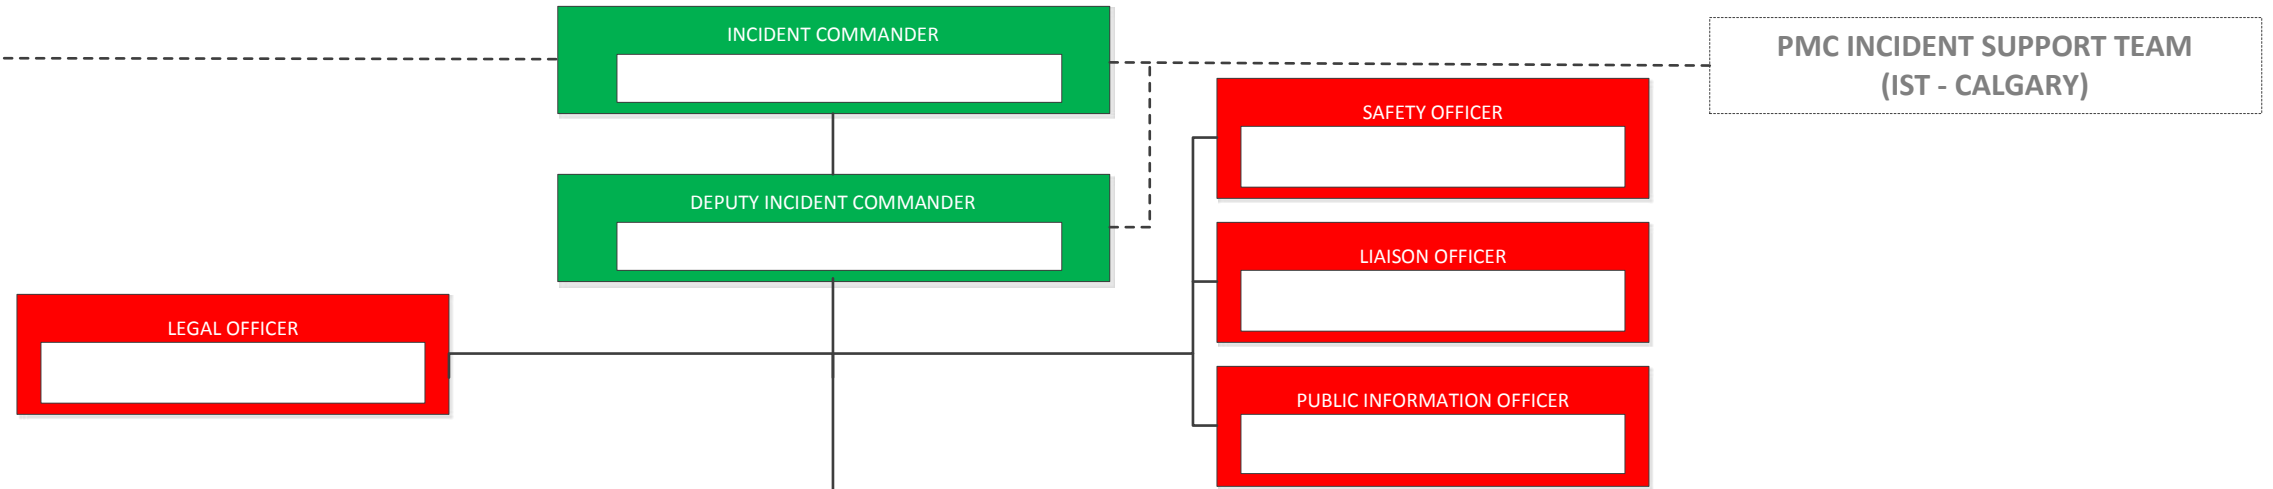 INCIDENT COMMANDER
PMC INCIDENT SUPPORT TEAM
(IST - CALGARY)
SAFETY OFFICER
DEPUTY INCIDENT COMMANDER
LIAISON OFFICER
LEGAL OFFICER
PUBLIC INFORMATION OFFICER